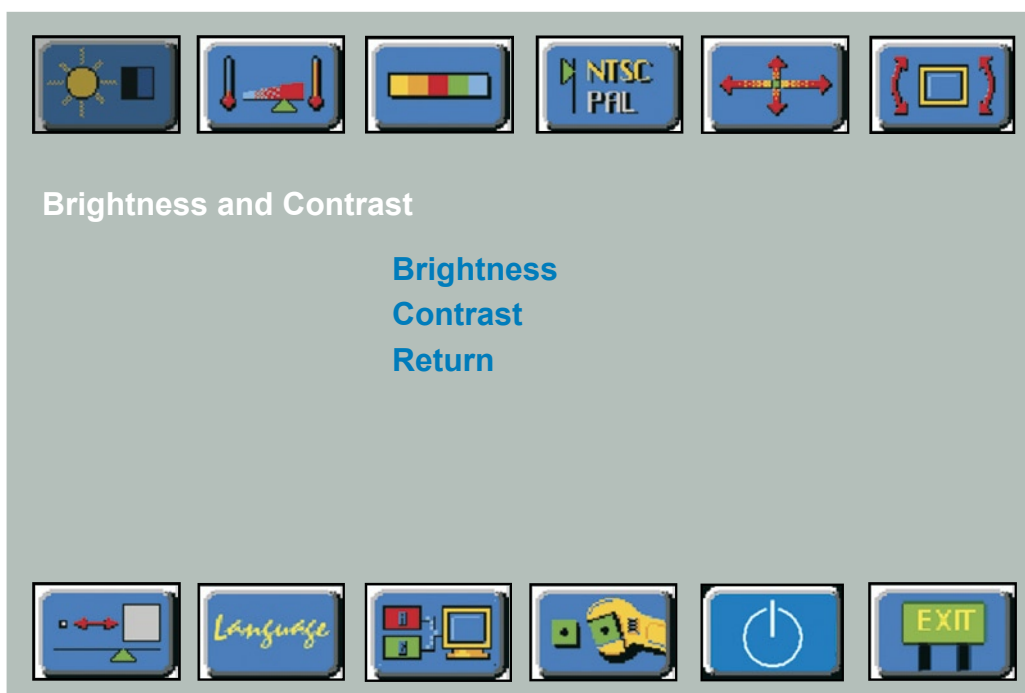 NTSC
PAL
Brightness and Contrast
Brightness
Contrast
Return
Language
A
B
EXIT